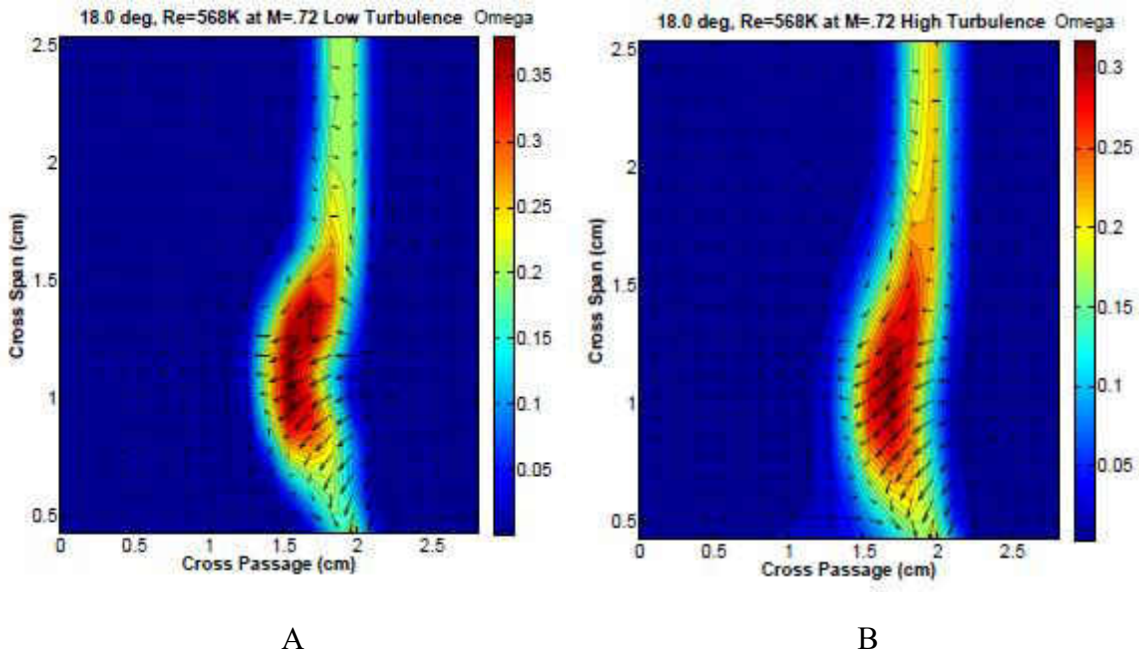 18.0 deg, Re=568K at M=.72 Low Turbulence Omega
2.5
2
1.5
1
0.5
Cross Span (cm)
0 0.5 1 1.5 2 2.5
Cross Passage (cm)
0.35
0.3
0.25
0.2
0.15
0.1
0.05
A
18.0 deg, Re=568K at M=.72 High Turbulence Omega
2.5
2
1.5
1
0.5
Cross Span (cm)
0 0.5 1 1.5 2 2.5
Cross Passage (cm)
0.3
0.25
0.2
0.15
0.1
0.05
B